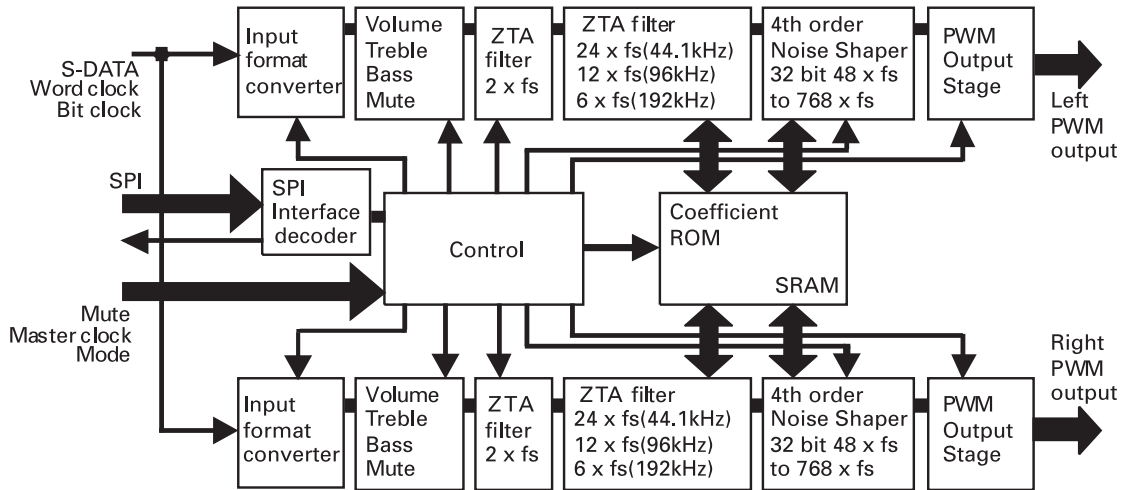 S-DATA
Word clock
Bit clock
Input
format
converter
Volume
Treble
Bass
Mute
ZTA
filter
2 x fs
ZTA filter
24 x fs(44.1kHz)
12 x fs(96kHz)
6 x fs(192kHz)
4th order
Noise Shaper
32 bit 48 x fs
to 768 x fs
PWM
Output
Stage
Left
PWM
output
SPI
SPI
Interface
decoder
Control
Coefficient
ROM
SRAM
Mute
Master clock
Mode
Input
format
converter
Volume
Treble
Bass
Mute
ZTA
filter
2 x fs
ZTA filter
24 x fs(44.1kHz)
12 x fs(96kHz)
6 x fs(192kHz)
4th order
Noise Shaper
32 bit 48 x fs
to 768 x fs
PWM
Output
Stage
Right
PWM
output